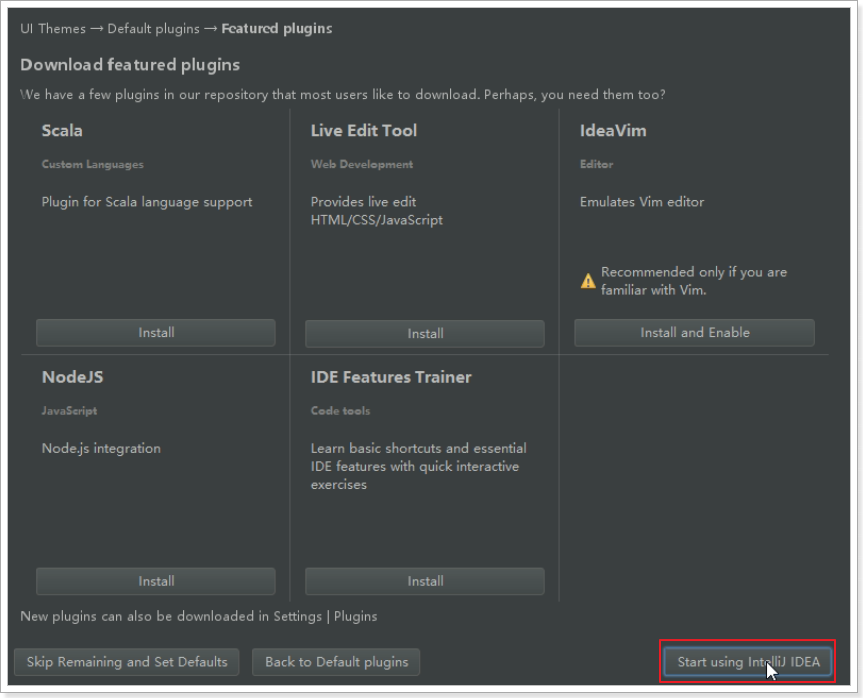 UI Themes → Default plugins → Featured plugins
Download featured plugins
We have a few plugins in our repository that most users like to download. Perhaps, you need them too?
Scala
Custom Languages
Plugin for Scala language support
Install
Live Edit Tool
Web Development
Provides live edit
HTML/CSS/JavaScript
Install
IdeaVim
Editor
Emulates Vim editor
Recommended only if you are
familiar with Vim.
Install and Enable
NodeJS
JavaScript
Node.js integration
Install
IDE Features Trainer
Code tools
Learn basic shortcuts and essential
IDE features with quick interactive
exercises
Install
New plugins can also be downloaded in Settings | Plugins
Skip Remaining and Set Defaults
Back to Default plugins
Start using IntelliJ IDEA